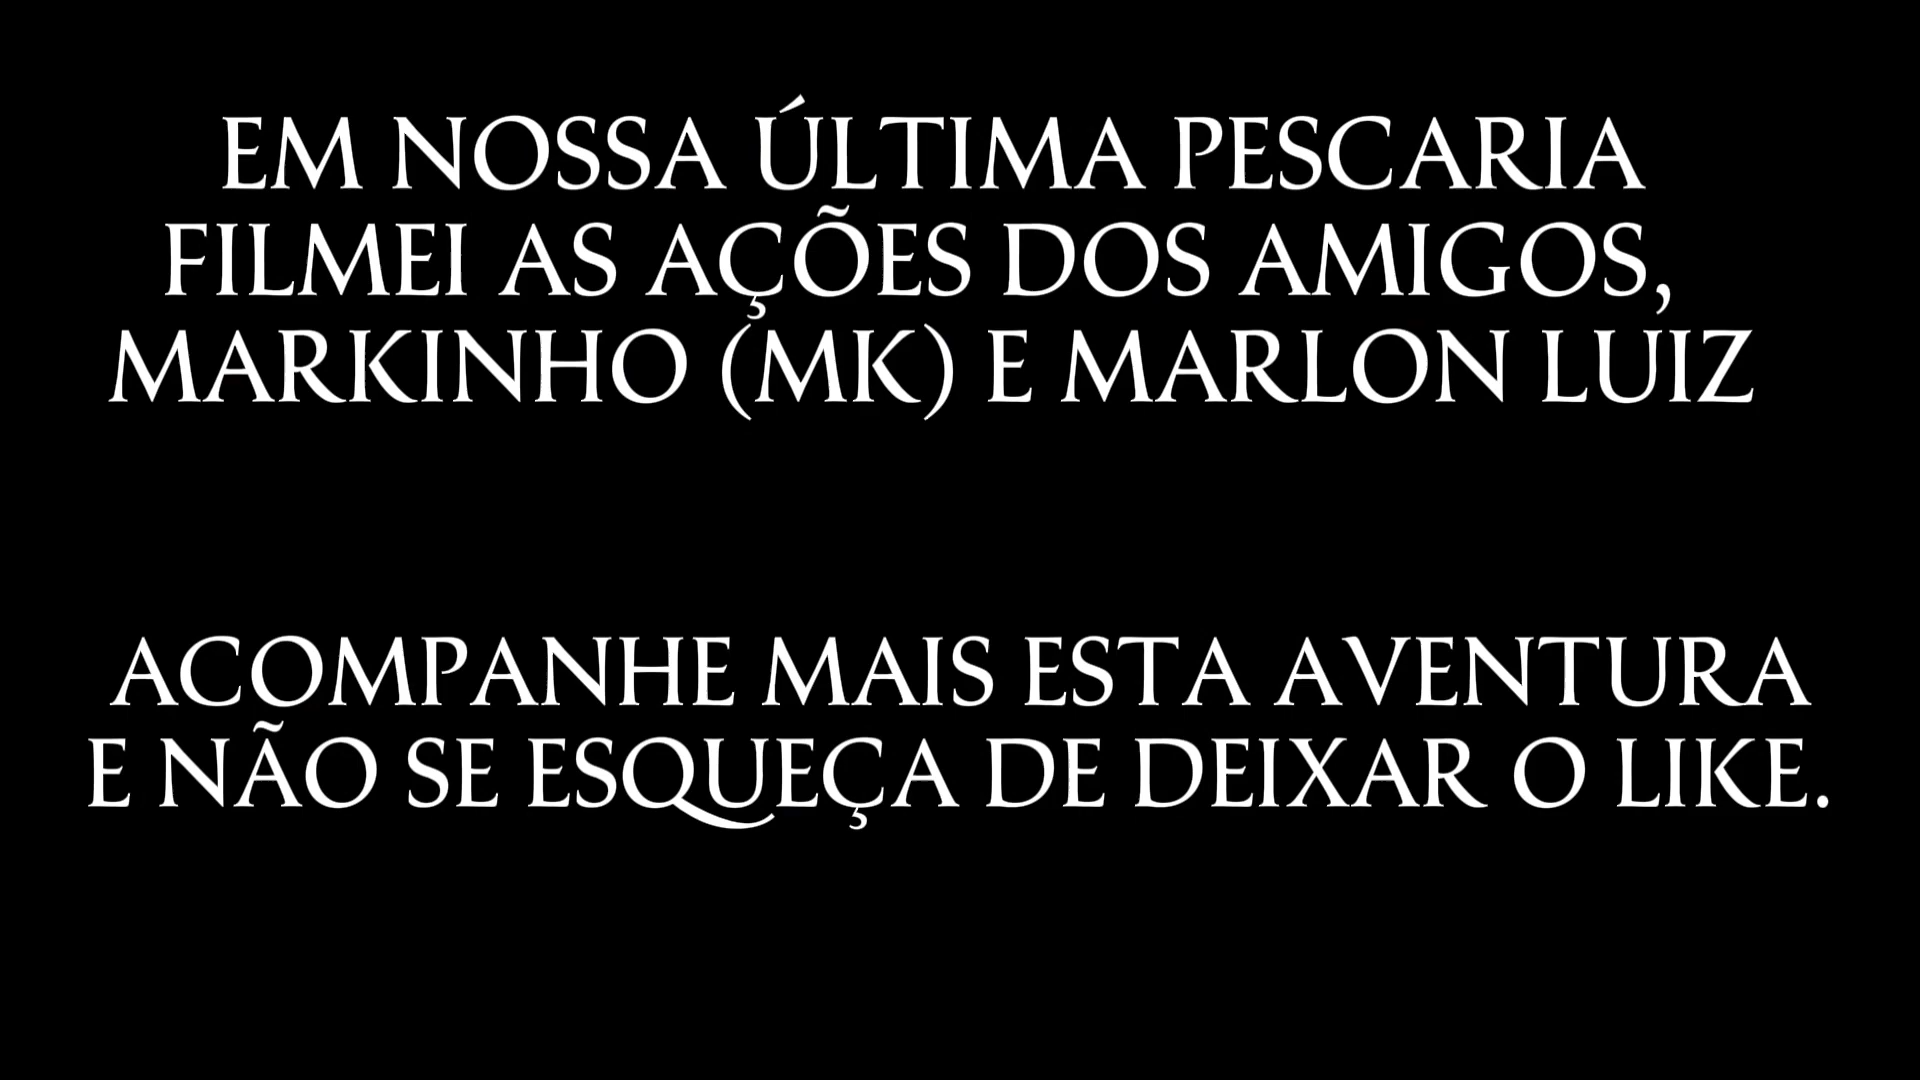 EM NOSSA ÚLTIMA PESCARIA
FILMEI AS AÇÕES DOS AMIGOS,
MARKINHO (MK) E MARLON LUIZ
ACOMPANHE MAIS ESTA AVENTURA
E NÃO SE ESQUEÇA DE DEIXAR O LIKE.